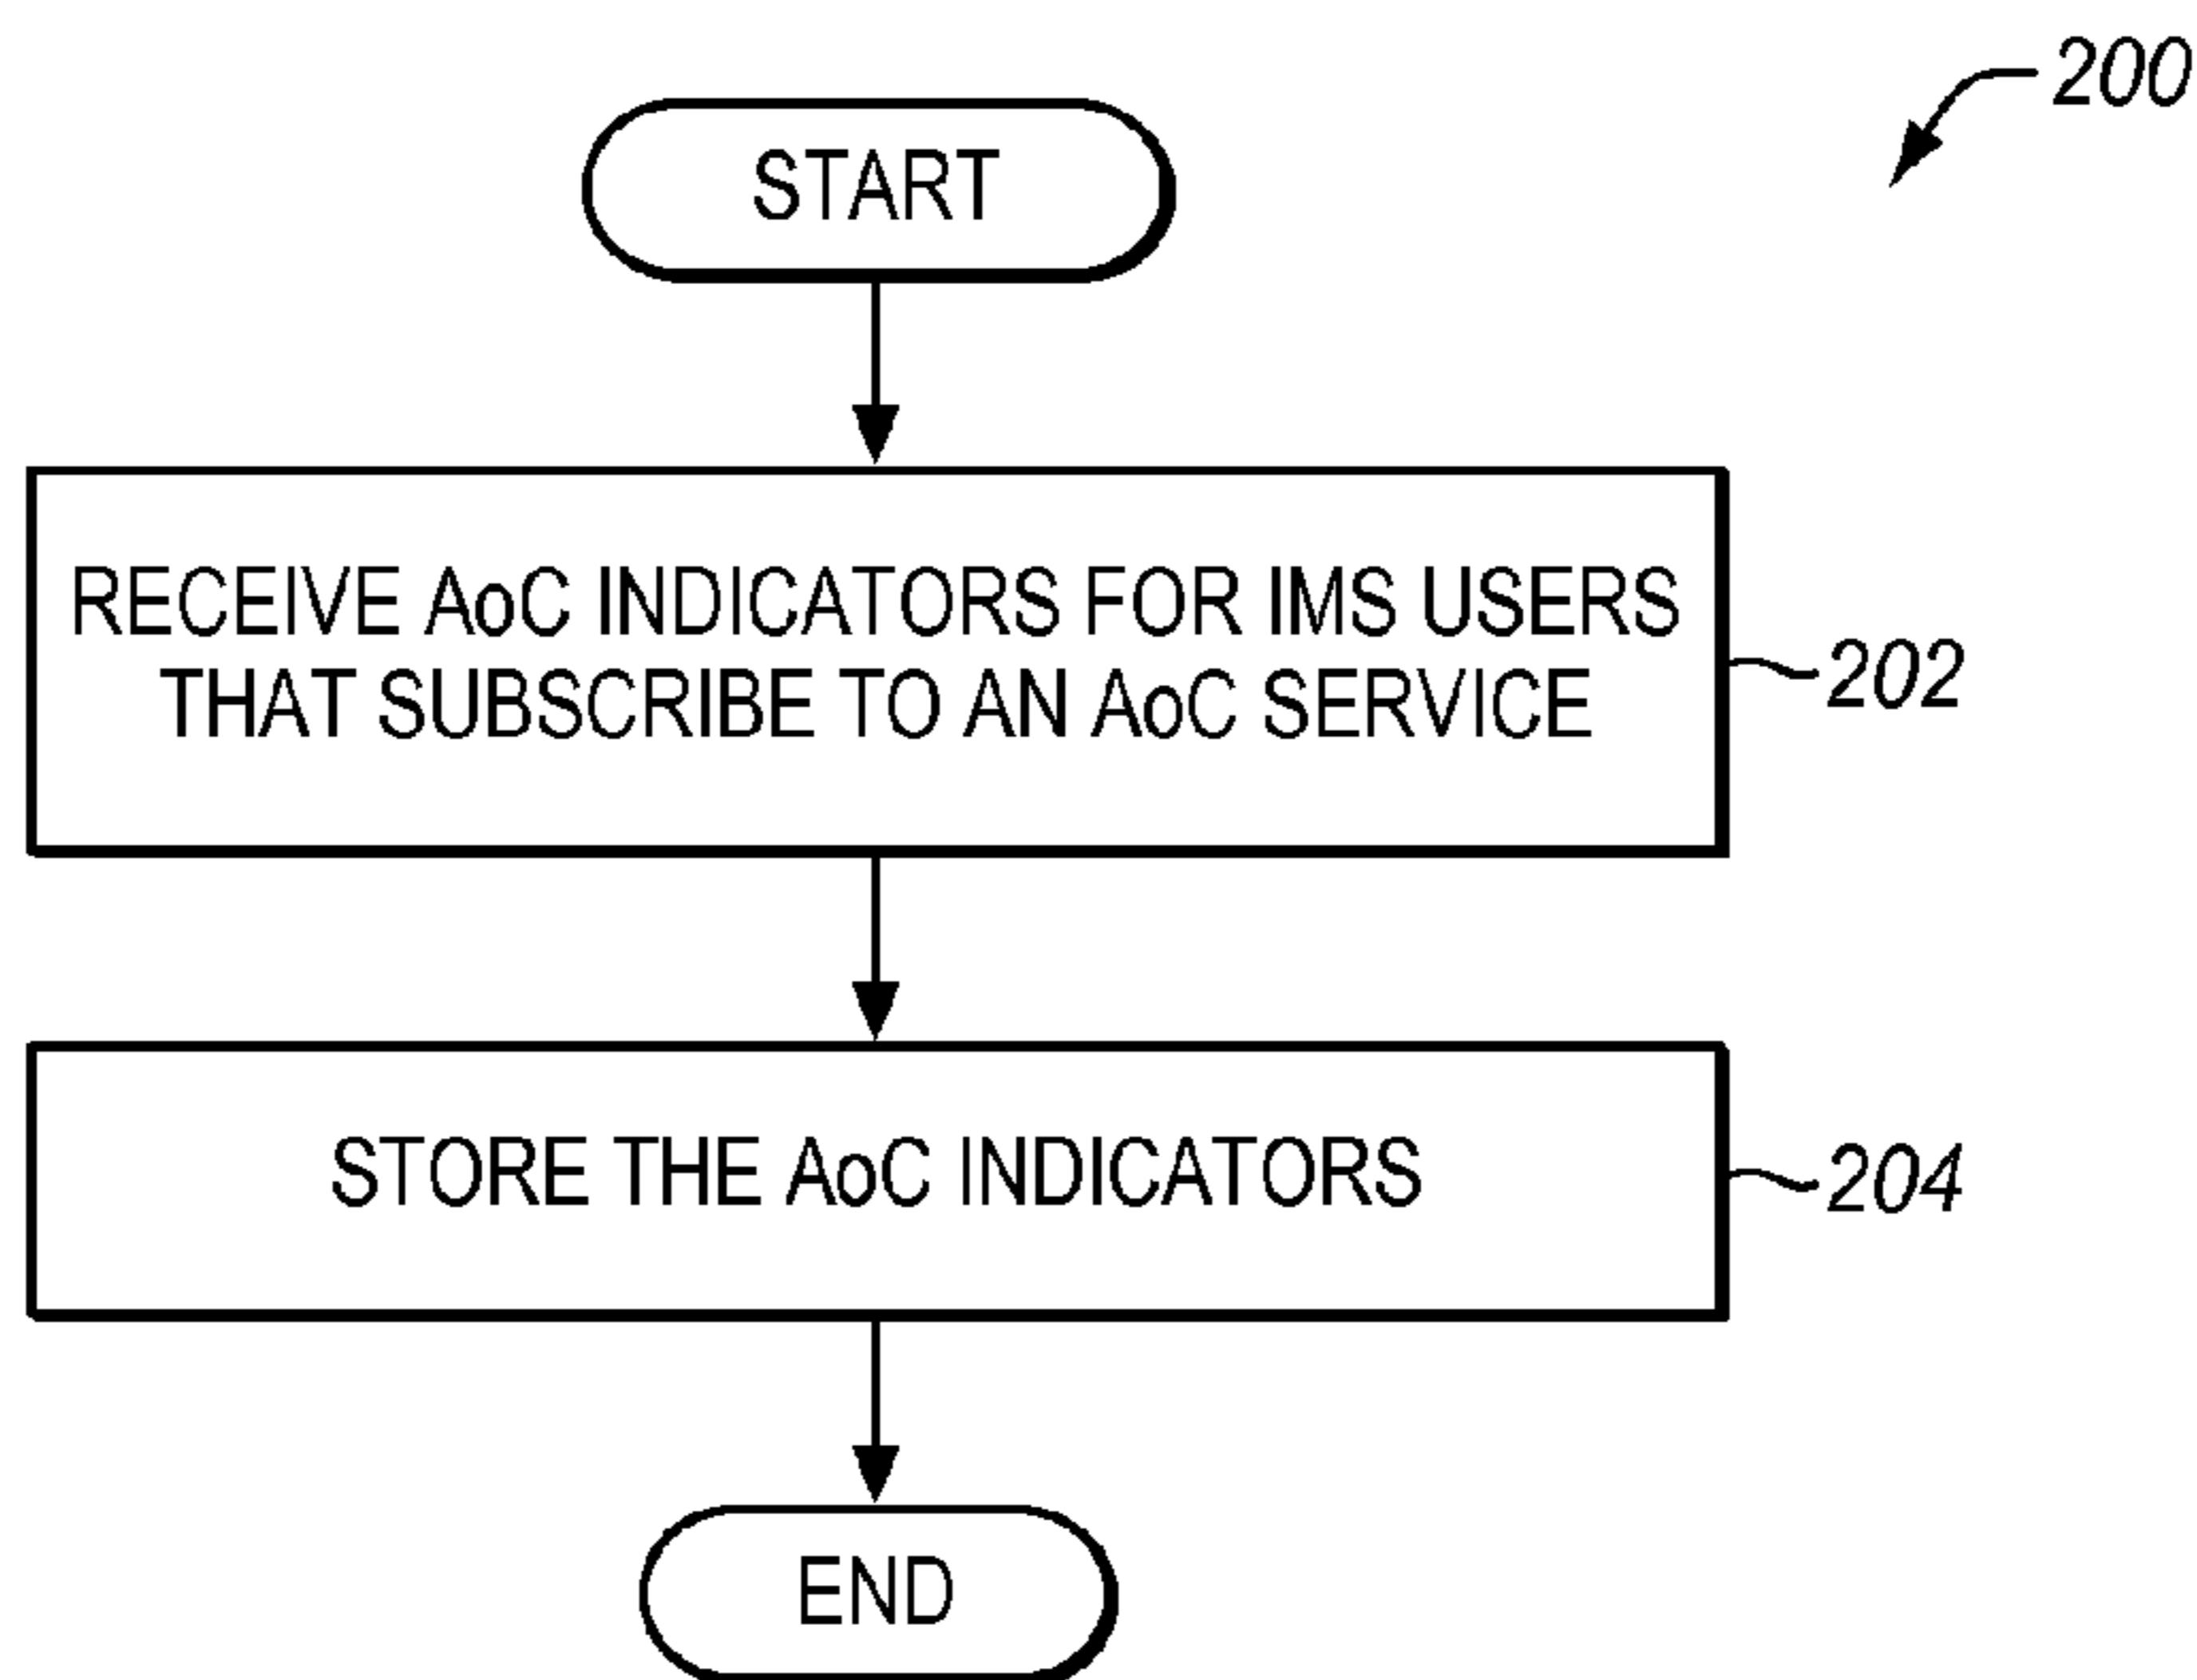 200
START
RECEIVE AoC INDICATORS FOR IMS USERS
THAT SUBSCRIBE TO AN AoC SERVICE
202
STORE THE AoC INDICATORS
204
END